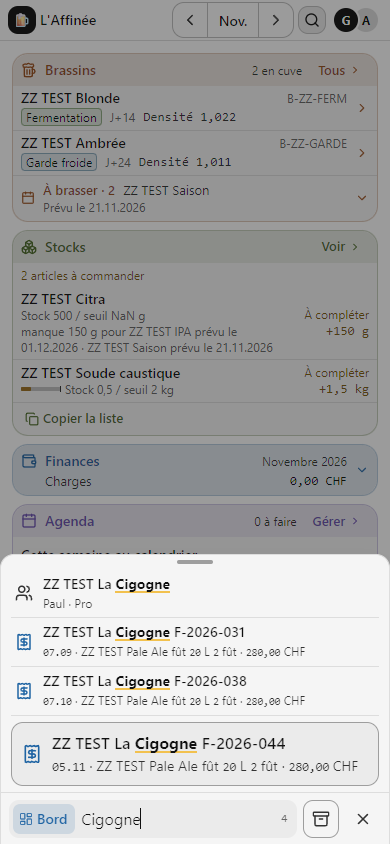 L'Affinée
Nov.
G A
Brassins 2 en cuve Tous
ZZ TEST Blonde B-ZZ-FERM
Fermentation J+14 Densité 1,022
ZZ TEST Ambrée B-ZZ-GARDE
Garde froide J+24 Densité 1,011
À brasser · 2 ZZ TEST Saison
Prévu le 21.11.2026
Stocks Voir
2 articles à commander
ZZ TEST Citra
Stock 500 / seuil NaN g À compléter
manque 150 g pour ZZ TEST IPA prévu le +150 g
01.12.2026 · ZZ TEST Saison prévu le 21.11.2026
ZZ TEST Soude caustique À compléter
Stock 0,5 / seuil 2 kg +1,5 kg
Copier la liste
Finances Novembre 2026
Charges 0,00 CHF
Agenda 0 à faire Gérer
ZZ TEST La Cigogne
Paul · Pro
ZZ TEST La Cigogne F-2026-031
07.09 · ZZ TEST Pale Ale fût 20 L 2 fût · 280,00 CHF
ZZ TEST La Cigogne F-2026-038
07.10 · ZZ TEST Pale Ale fût 20 L 2 fût · 280,00 CHF
ZZ TEST La Cigogne F-2026-044
05.11 · ZZ TEST Pale Ale fût 20 L 2 fût · 280,00 CHF
Bord Cigogne 4